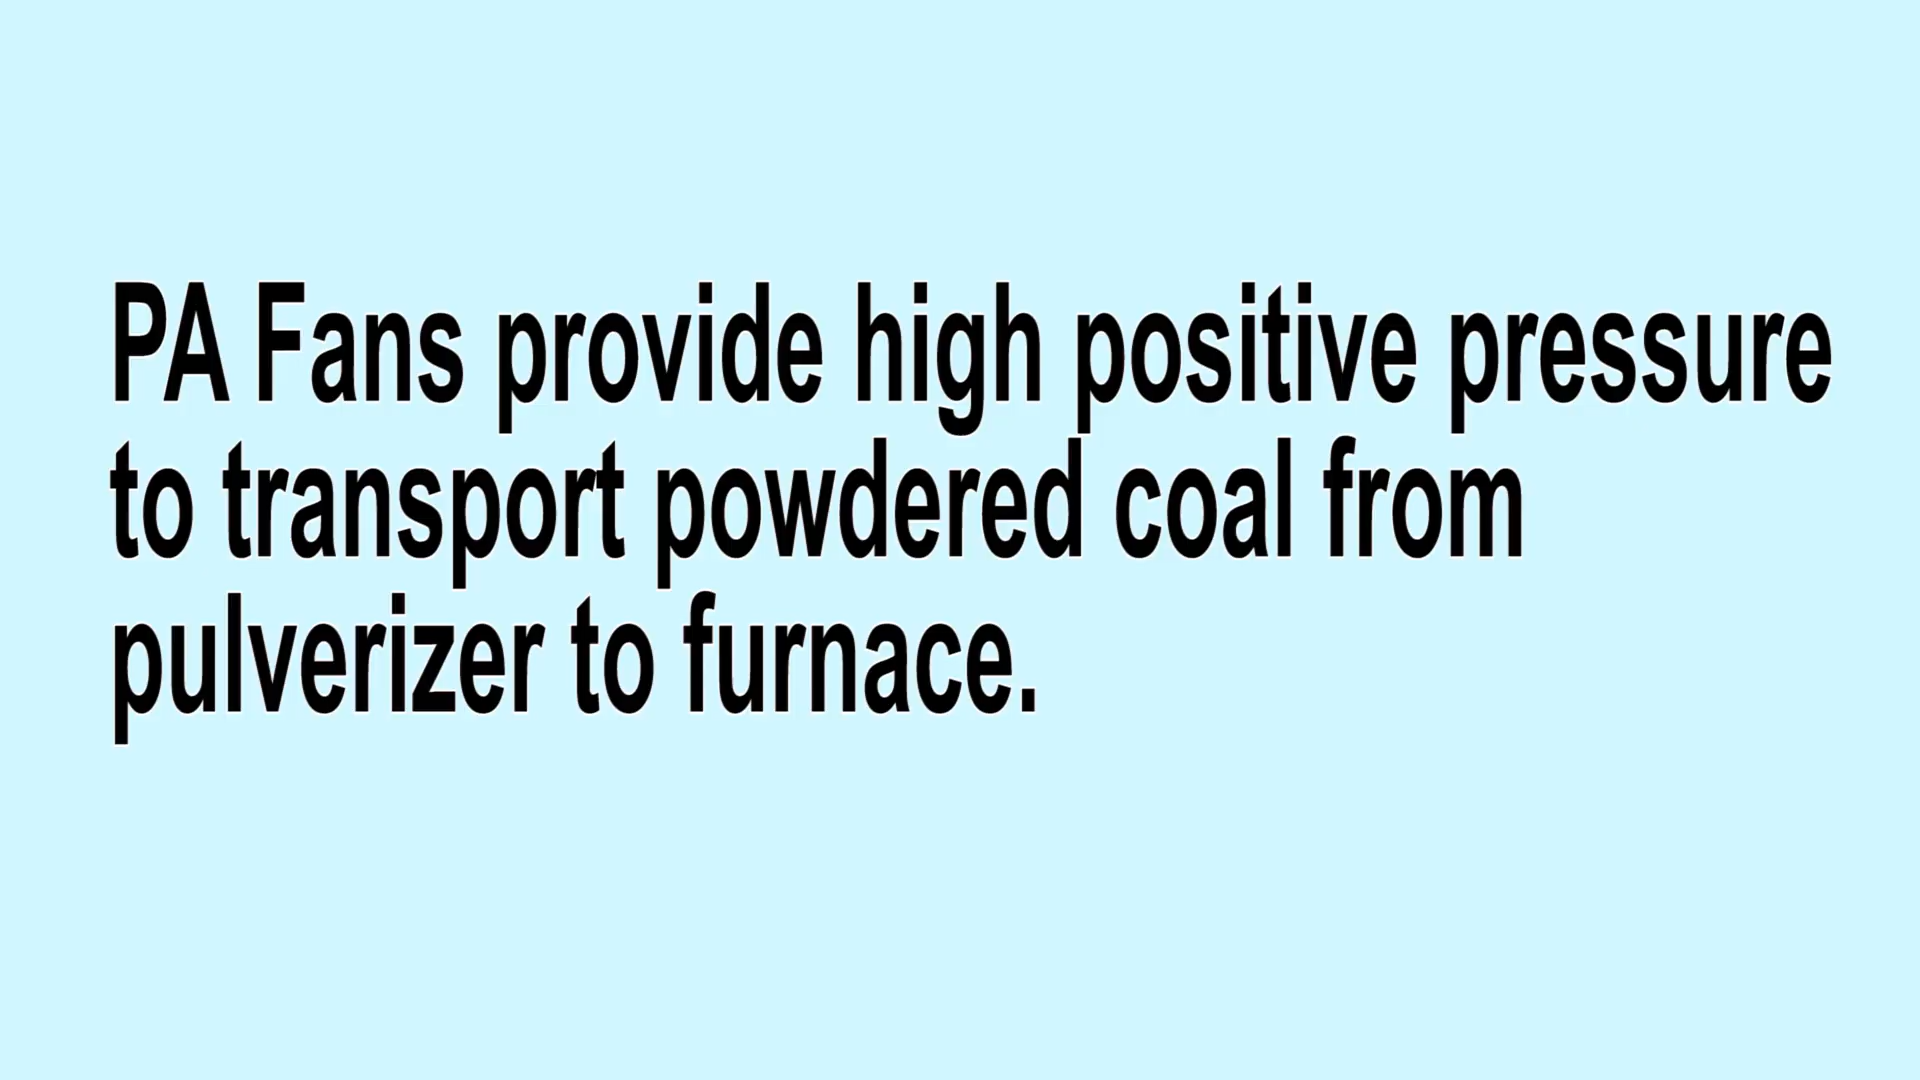 PA Fans provide high positive pressure
to transport powdered coal from
pulverizer to furnace.